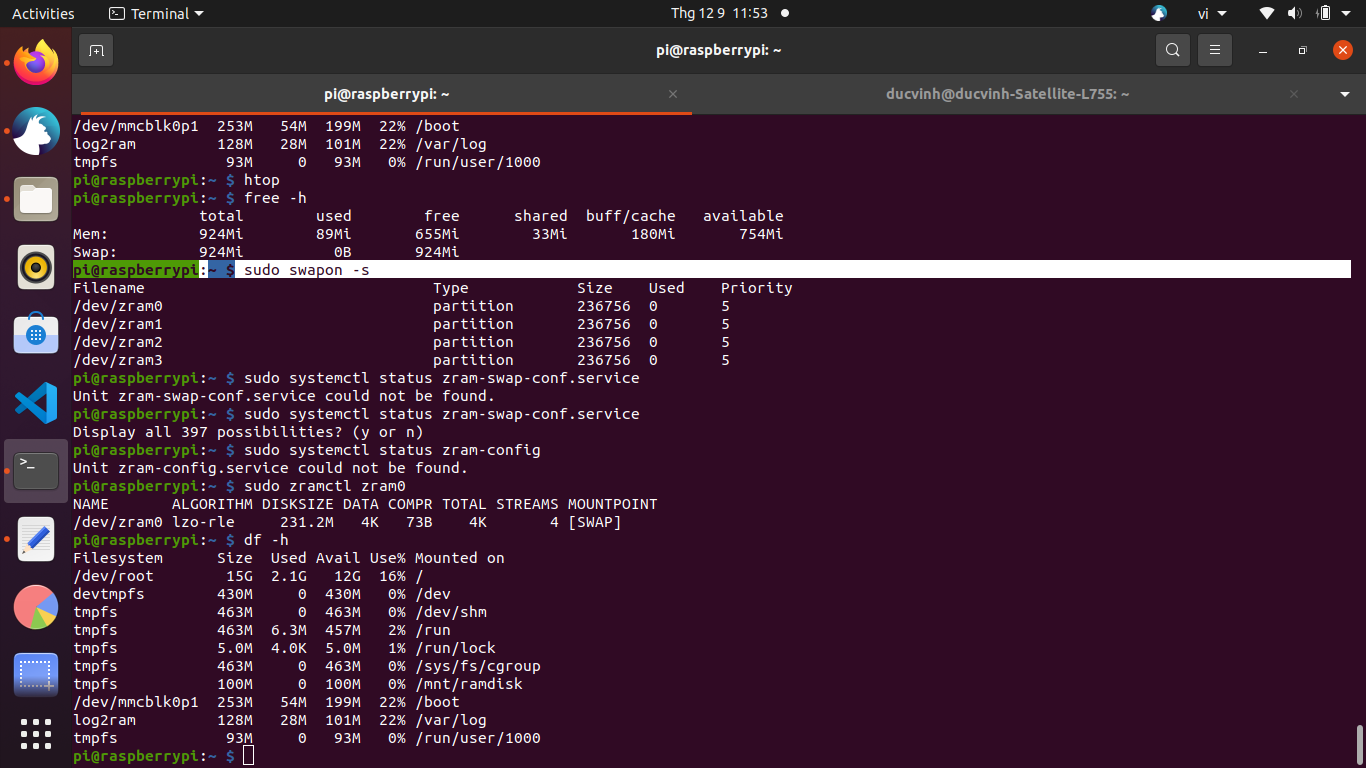 Activities Terminal Thg 12 9 11:53 vi
pi@raspberrypi: ~
pi@raspberrypi: ~ ducvinh@ducvinh-Satellite-L755: ~
/dev/mmcblk0p1  253M   54M  199M  22% /boot
log2ram         128M   28M  101M  22% /var/log
tmpfs            93M     0   93M   0% /run/user/1000
pi@raspberrypi:~ $ htop
pi@raspberrypi:~ $ free -h
              total        used        free      shared  buff/cache   available
Mem:          924Mi        89Mi       655Mi        33Mi       180Mi       754Mi
Swap:         924Mi          0B       924Mi
pi@raspberrypi:~ $ sudo swapon -s
Filename                                Type            Size    Used    Priority
/dev/zram0                              partition       236756  0       5
/dev/zram1                              partition       236756  0       5
/dev/zram2                              partition       236756  0       5
/dev/zram3                              partition       236756  0       5
pi@raspberrypi:~ $ sudo systemctl status zram-swap-conf.service
Unit zram-swap-conf.service could not be found.
pi@raspberrypi:~ $ sudo systemctl status zram-swap-conf.service
Display all 397 possibilities? (y or n)
pi@raspberrypi:~ $ sudo systemctl status zram-config
Unit zram-config.service could not be found.
pi@raspberrypi:~ $ sudo zramctl zram0
NAME       ALGORITHM DISKSIZE DATA COMPR TOTAL STREAMS MOUNTPOINT
/dev/zram0 lzo-rle     231.2M   4K   73B    4K       4 [SWAP]
pi@raspberrypi:~ $ df -h
Filesystem      Size  Used Avail Use% Mounted on
/dev/root        15G  2.1G   12G  16% /
devtmpfs        430M     0  430M   0% /dev
tmpfs           463M     0  463M   0% /dev/shm
tmpfs           463M  6.3M  457M   2% /run
tmpfs           5.0M  4.0K  5.0M   1% /run/lock
tmpfs           463M     0  463M   0% /sys/fs/cgroup
tmpfs           100M     0  100M   0% /mnt/ramdisk
/dev/mmcblk0p1  253M   54M  199M  22% /boot
log2ram         128M   28M  101M  22% /var/log
tmpfs            93M     0   93M   0% /run/user/1000
pi@raspberrypi:~ $